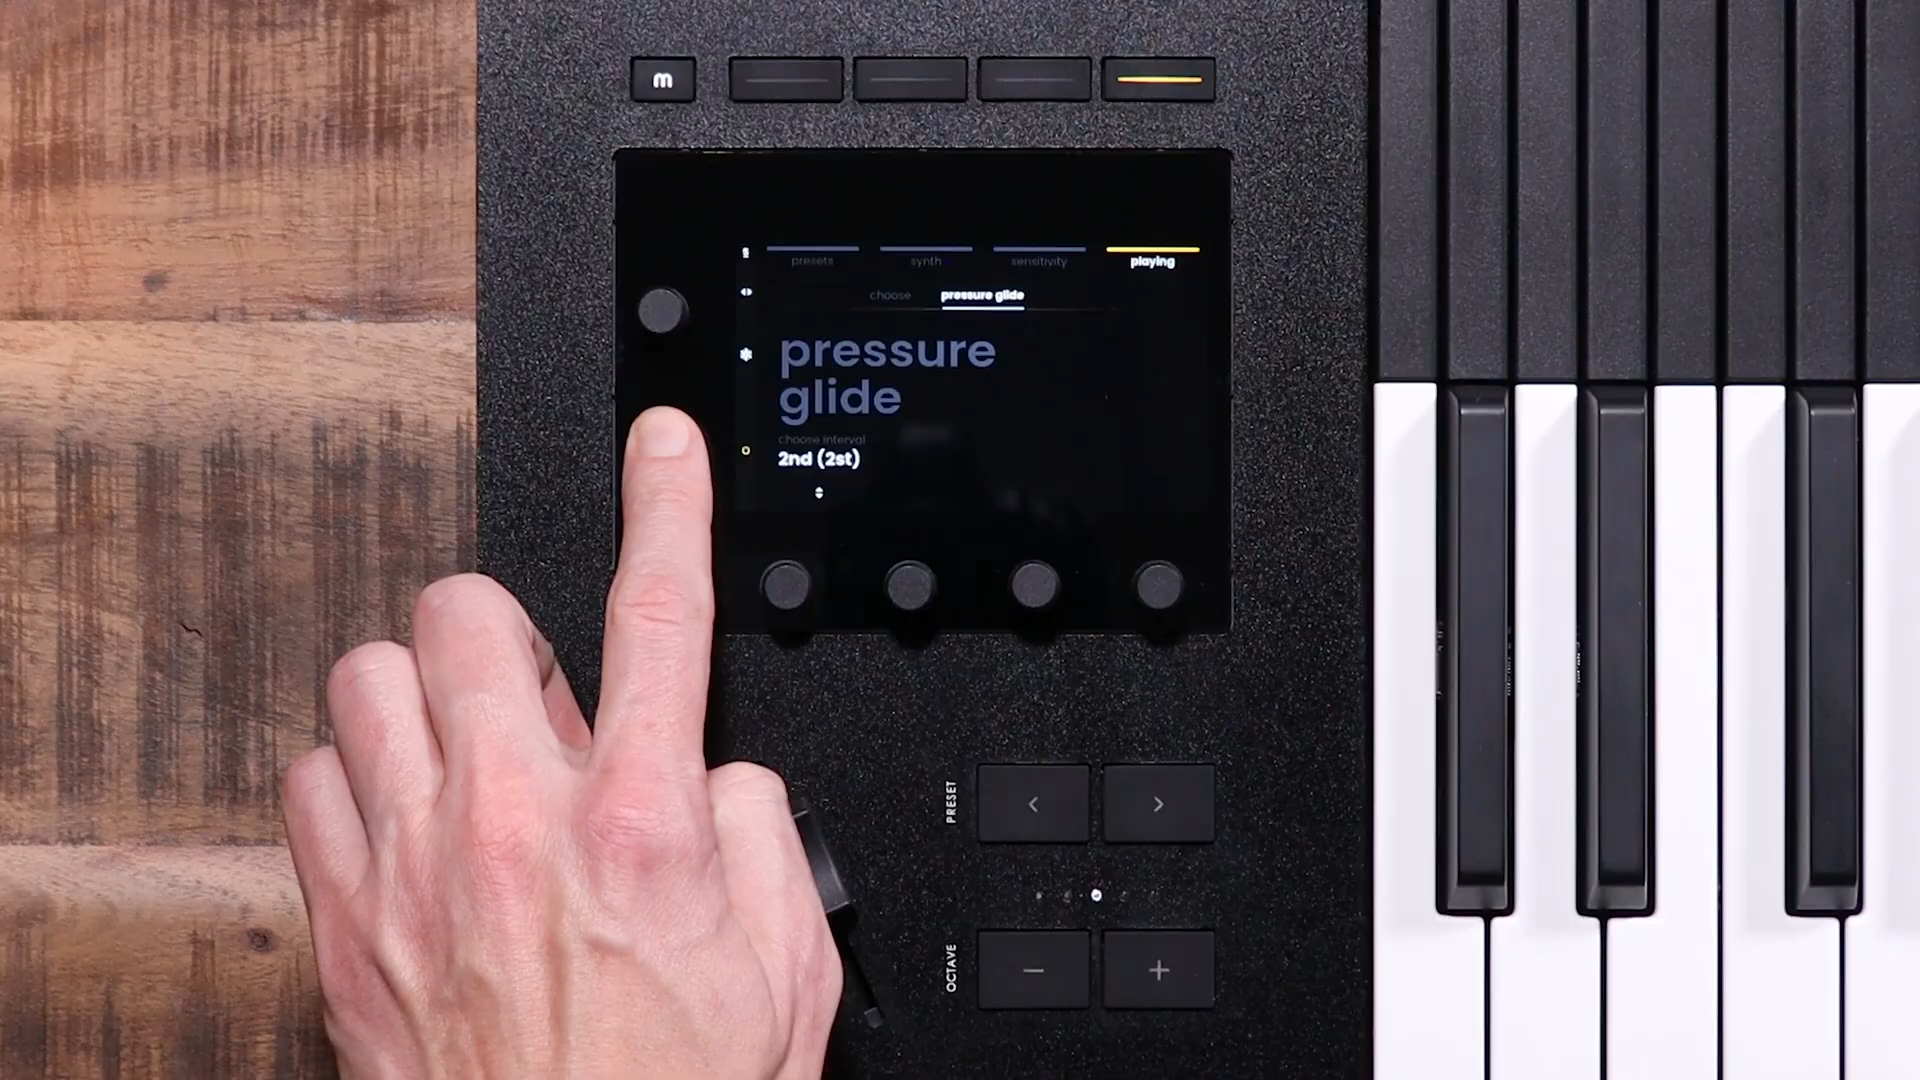 m
presets synth sensitivity playing
choose pressure glide
pressure
glide
choose interval
2nd (2st)
PRESET < >
OCTAVE − +